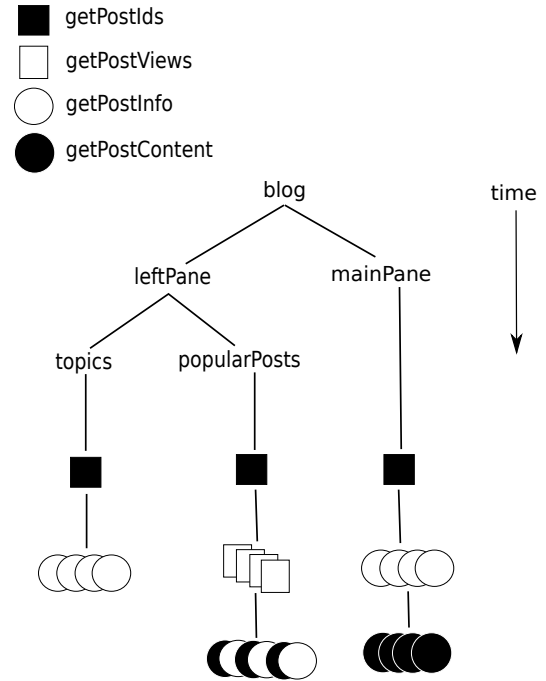 getPostIds
getPostViews
getPostInfo
getPostContent
blog
time
leftPane
mainPane
topics
popularPosts